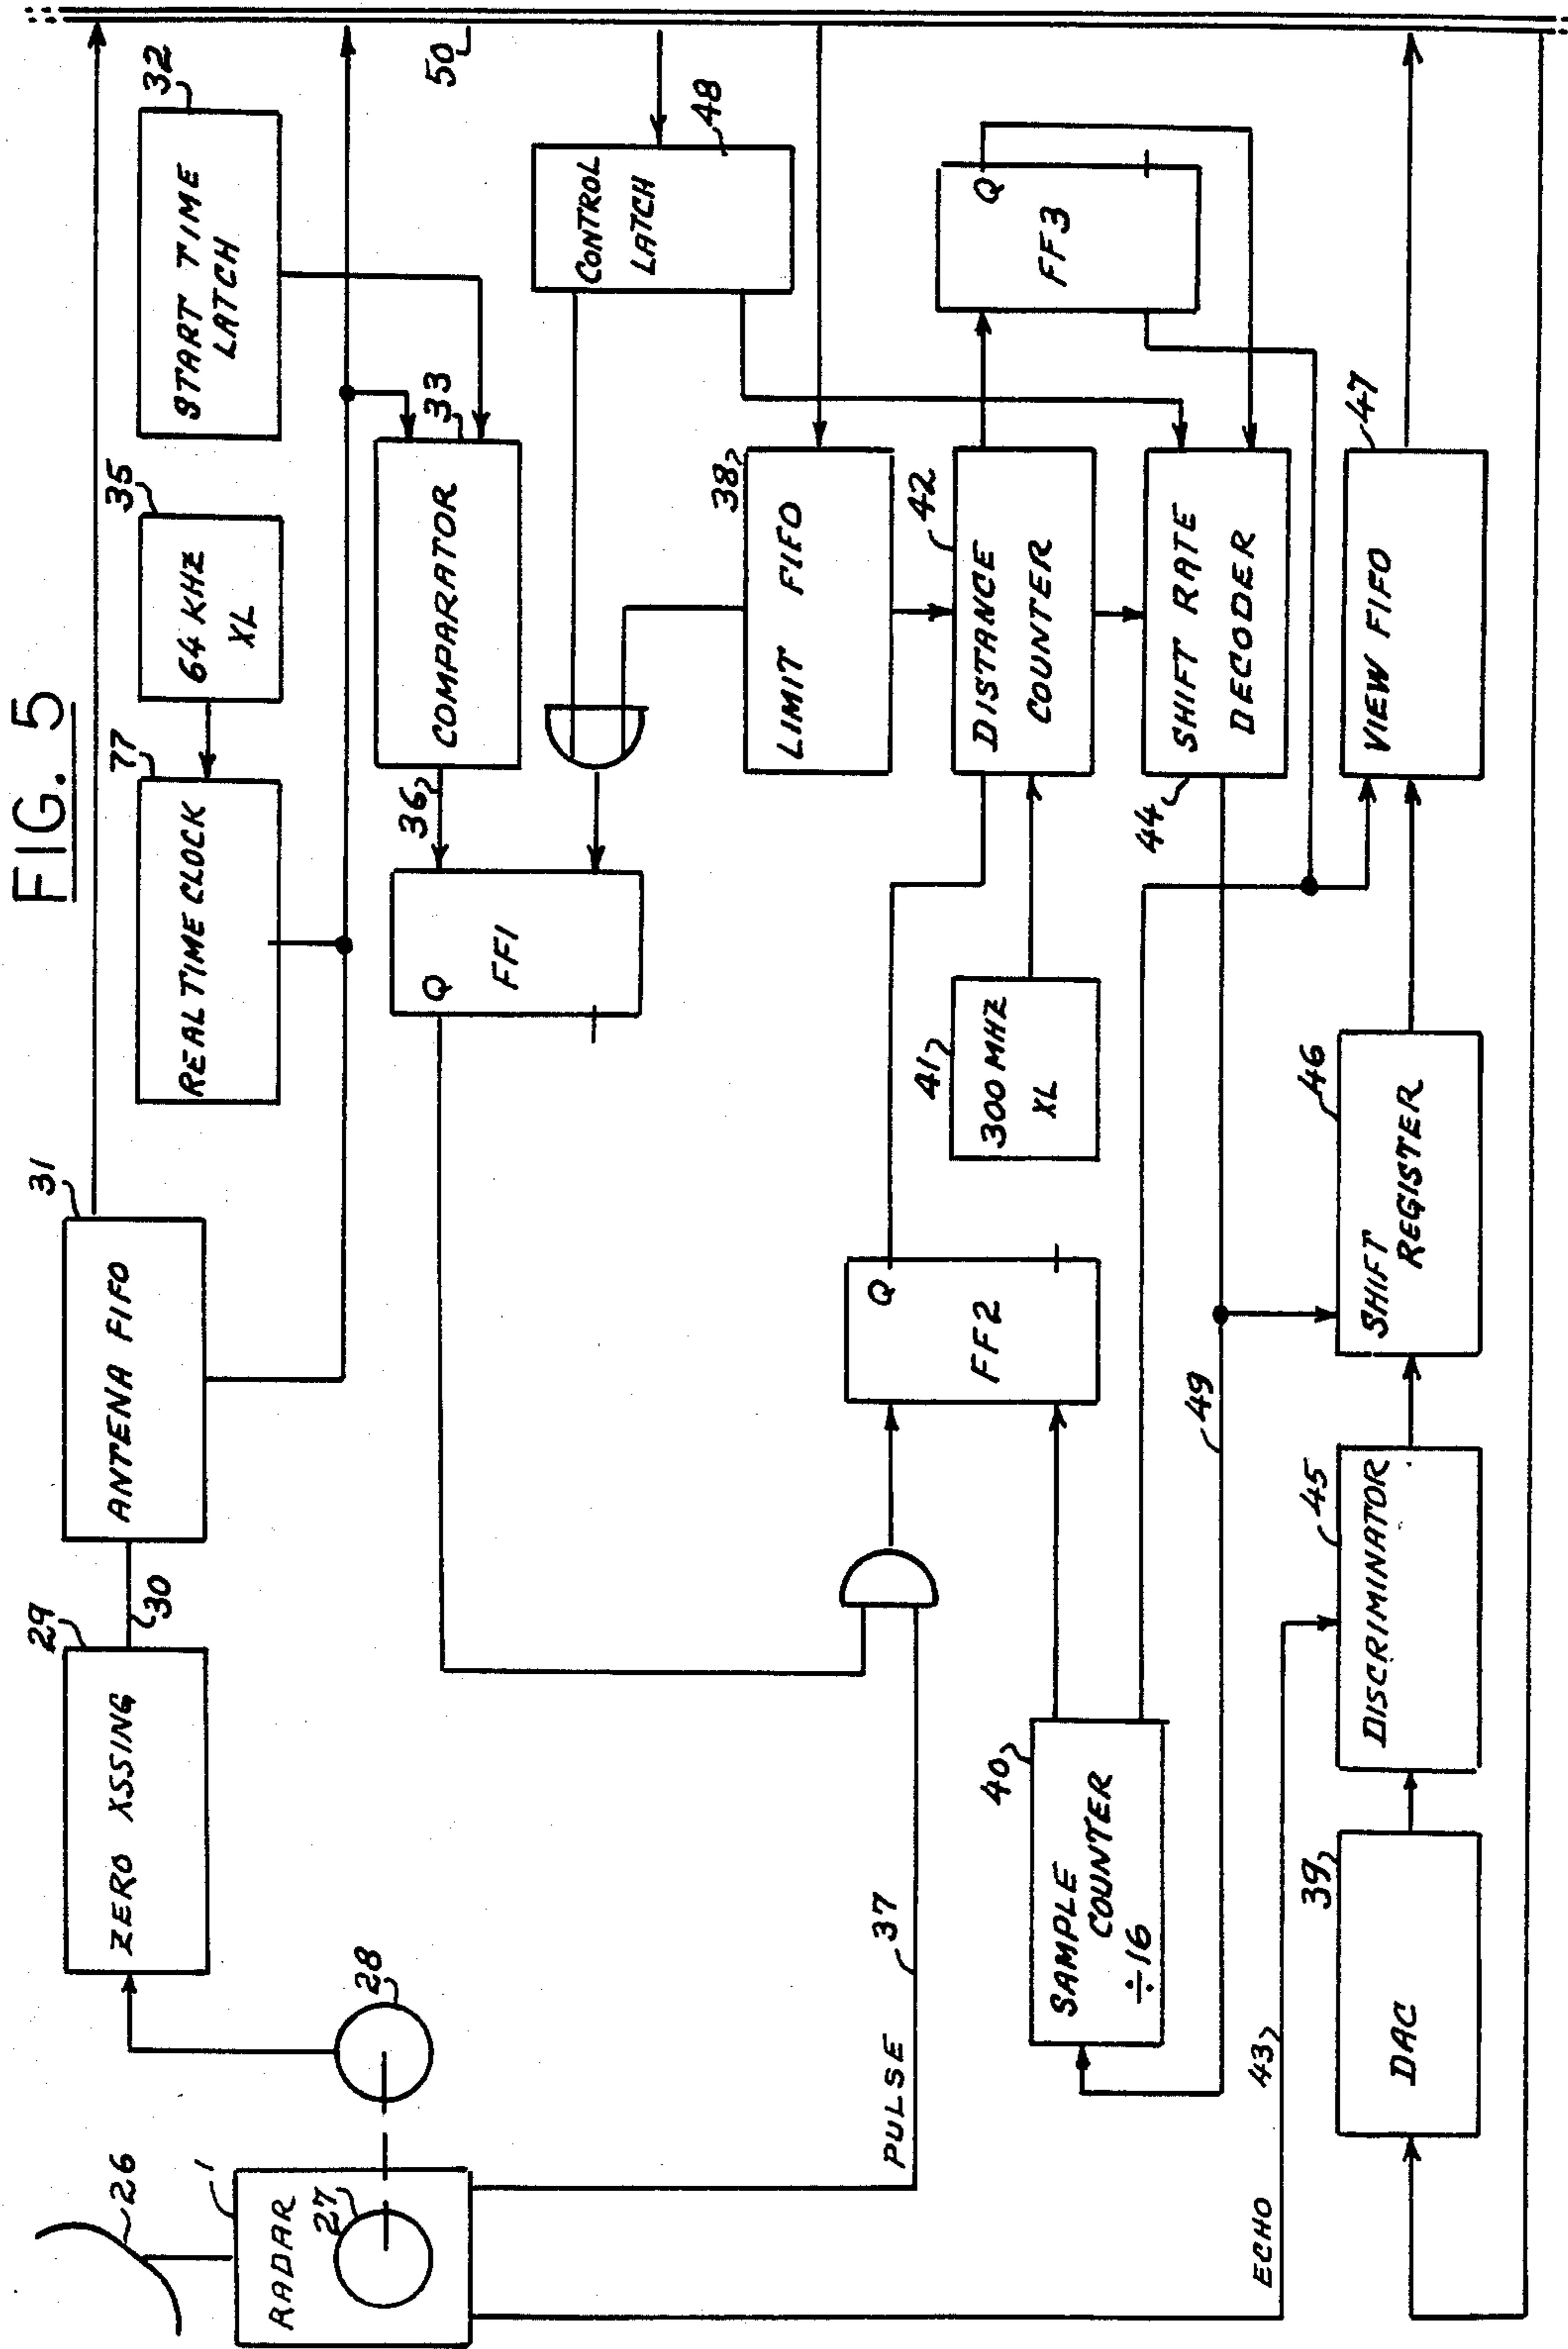 FIG. 5
26
1
RADAR
27
28
29
ZERO XSSING
30
31
ANTENA FIFO
77
REAL TIME CLOCK
35
64 KHZ
XL
32
START TIME
LATCH
50
36
COMPARATOR
33
Q
FF1
CONTROL
LATCH
48
38
LIMIT FIFO
PULSE
37
Q
FF2
41
300 MHZ
XL
42
DISTANCE
COUNTER
Q
FF3
40
SAMPLE
COUNTER
÷16
44
SHIFT RATE
DECODER
49
ECHO
43
39
DAC
45
DISCRIMINATOR
46
SHIFT
REGISTER
47
VIEW FIFO